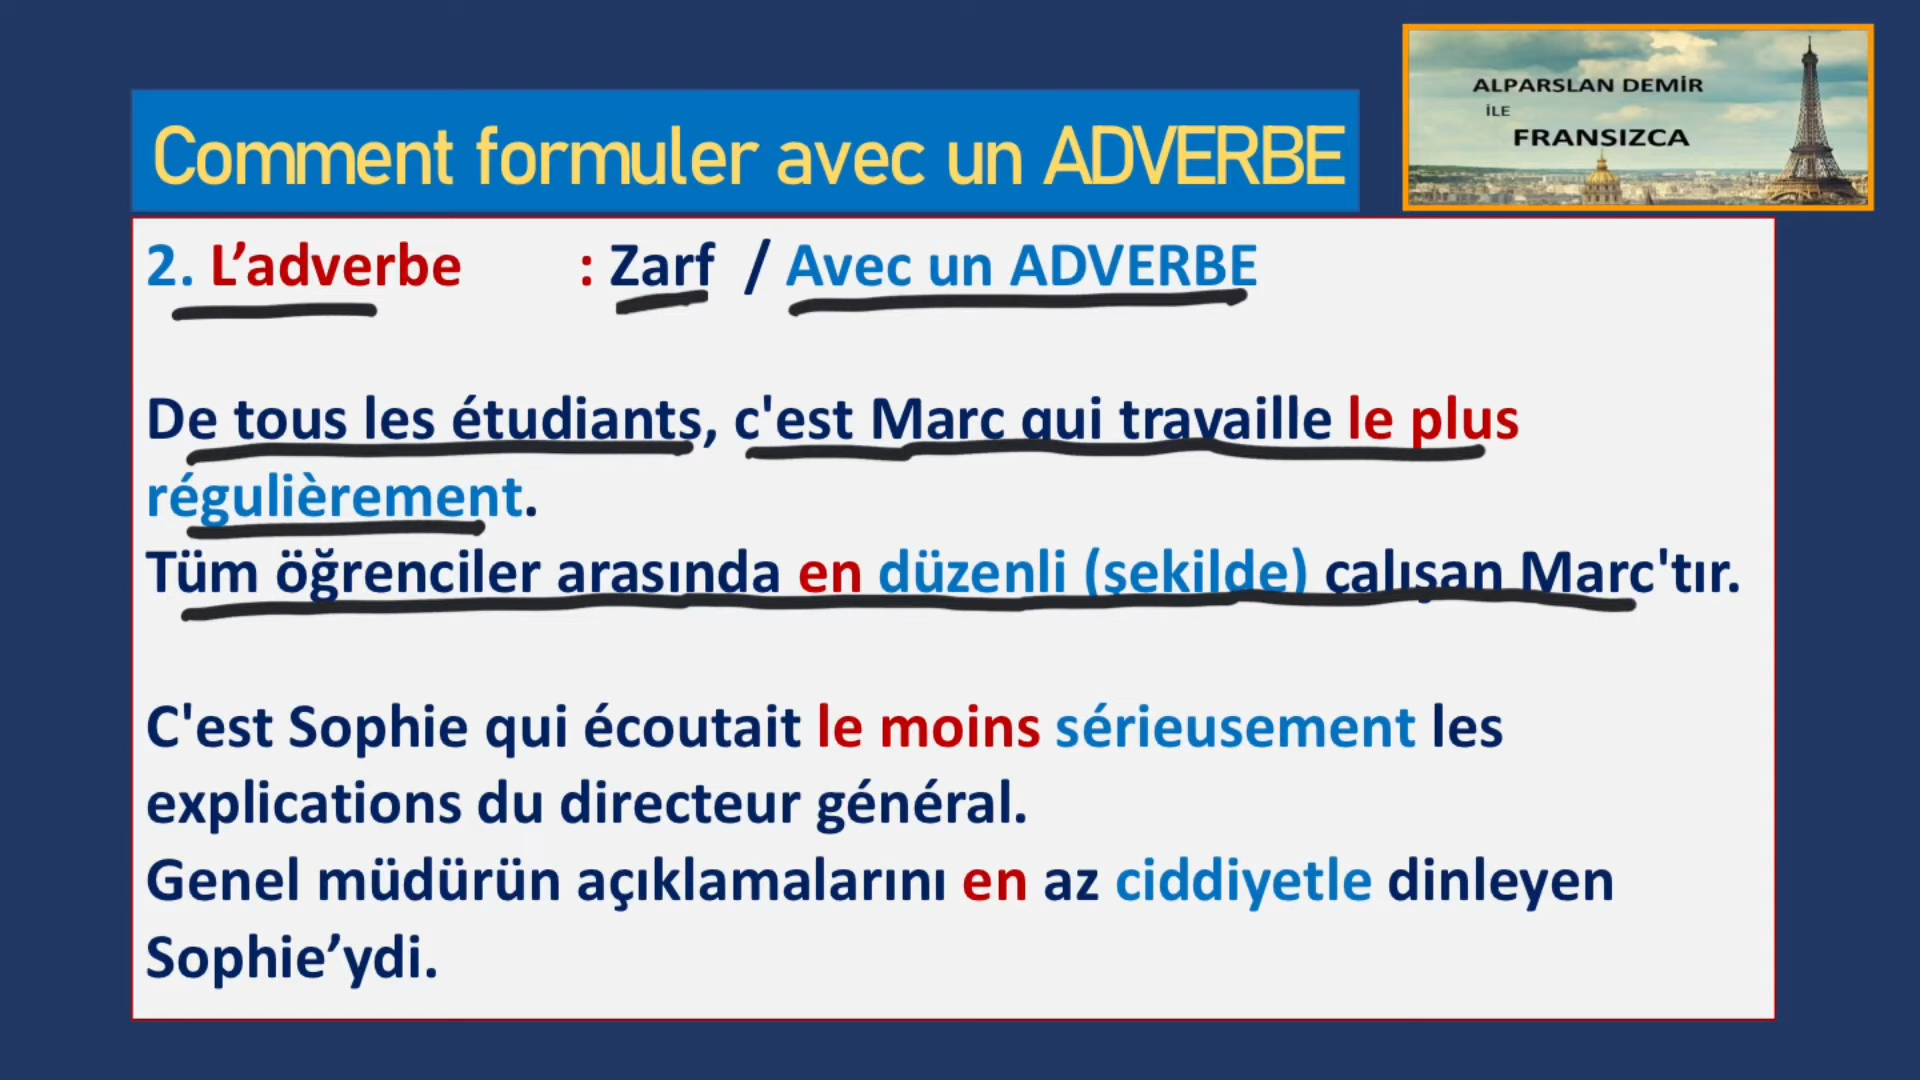 ALPARSLAN DEMİR
İLE
FRANSIZCA
Comment formuler avec un ADVERBE
2. L’adverbe : Zarf / Avec un ADVERBE
De tous les étudiants, c'est Marc qui travaille le plus
régulièrement.
Tüm öğrenciler arasında en düzenli (şekilde) çalışan Marc'tır.
C'est Sophie qui écoutait le moins sérieusement les
explications du directeur général.
Genel müdürün açıklamalarını en az ciddiyetle dinleyen
Sophie’ydi.